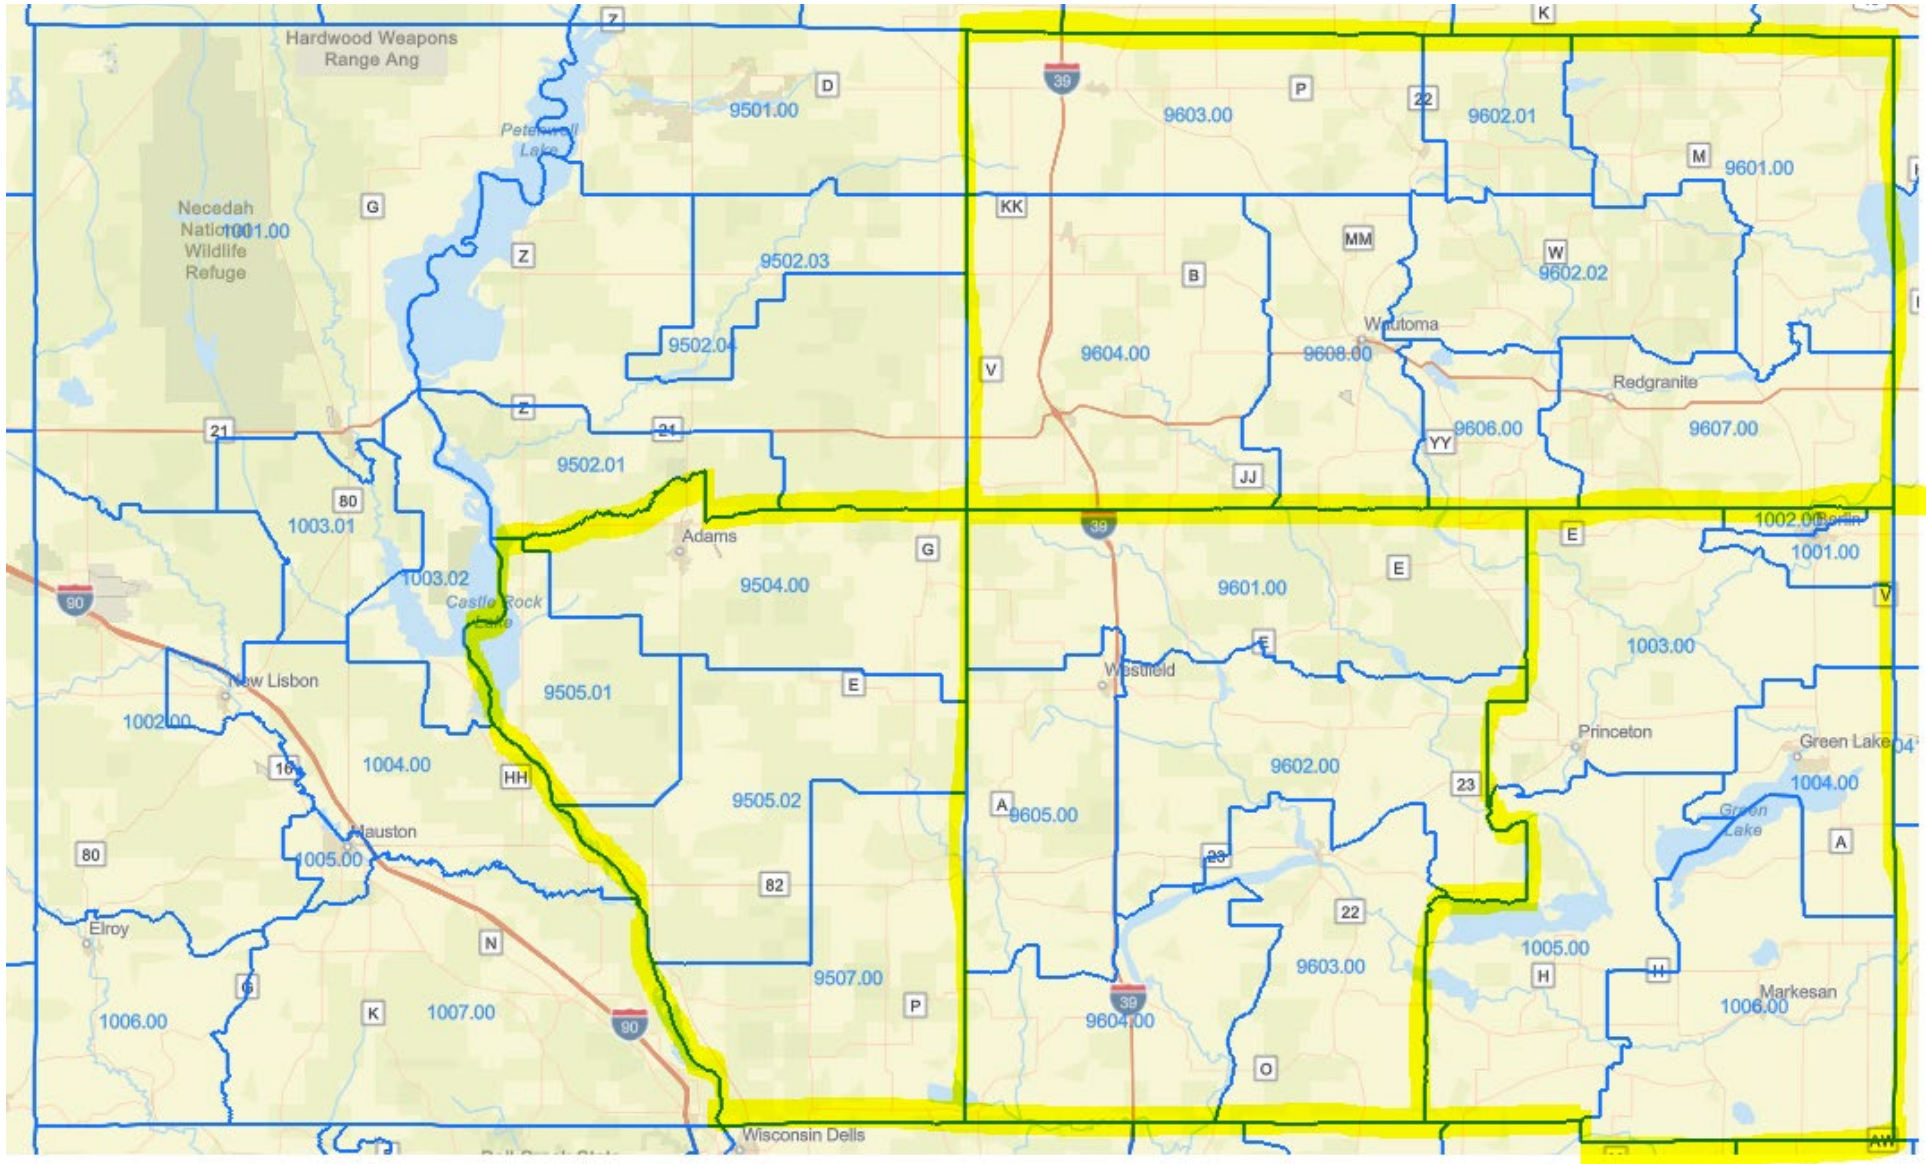 Z
K
Hardwood Weapons
Range Ang
39
D
9501.00
P
9603.00
22
9602.01
Petenwell
Lake
M
9601.00
Necedah
National
Wildlife
Refuge
1001.00
G
KK
Z
9502.03
B
MM
W
9602.02
Wautoma
9502.04
9604.00
9608.00
V
Redgranite
Z
21
21
9502.01
9606.00
YY
9607.00
JJ
80
1003.01
39
1002.00
Berlin
E
Adams
G
1001.00
1003.02
9504.00
9601.00
E
90
Castle Rock
Lake
V
E
1003.00
Westfield
New Lisbon
9505.01
E
1002.00
Princeton
Green Lake
16
1004.00
HH
9602.00
23
1004.00
9505.02
A
9605.00
Green
Lake
Mauston
80
1005.00
23
A
82
Elroy
22
N
1005.00
9603.00
H
H
9507.00
G
Markesan
1006.00
K
1007.00
90
P
39
9604.00
1006.00
O
Wisconsin Dells
AW